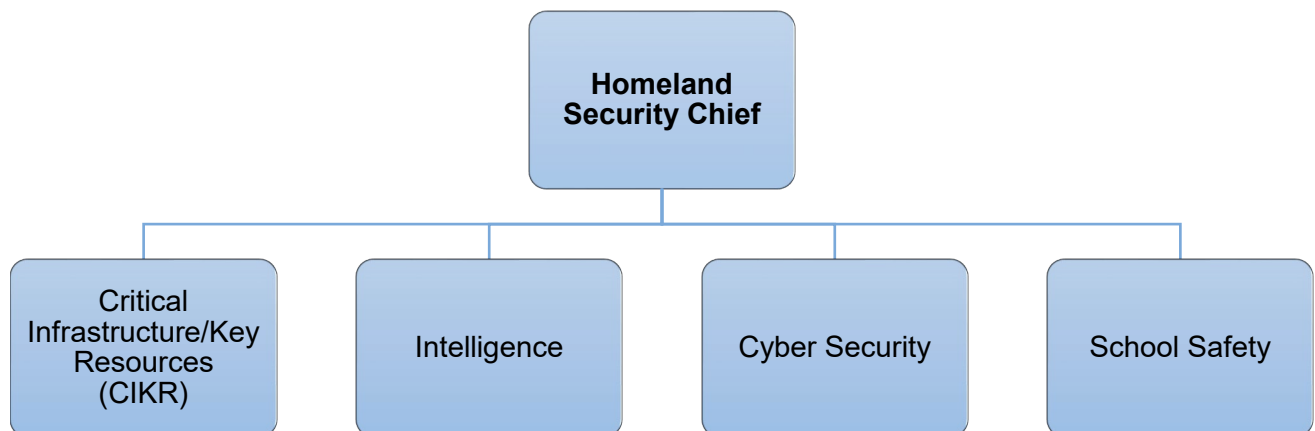 Homeland
Security Chief
Critical
Infrastructure/Key
Resources
(CIKR)
Intelligence
Cyber Security
School Safety